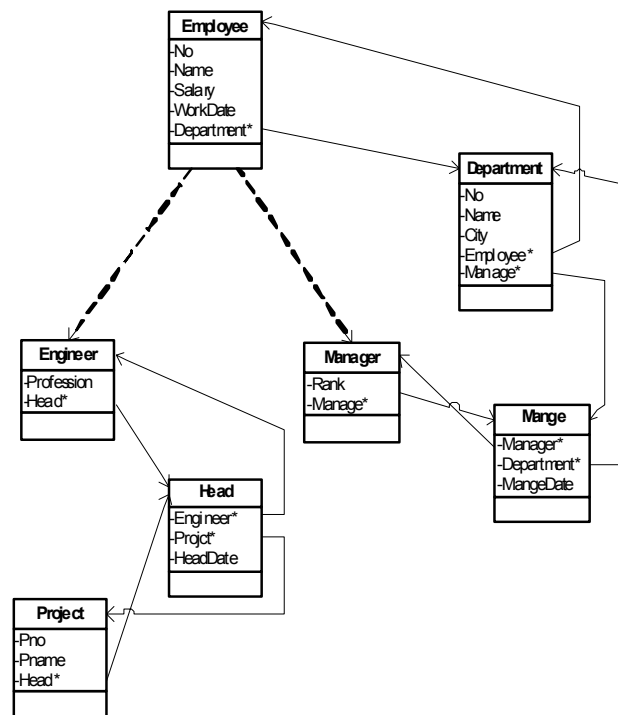 Employee
-No
-Name
-Salary
-WorkDate
-Department*
Department
-No
-Name
-City
-Employee*
-Manage*
Engineer
-Profession
-Head*
Manager
-Rank
-Manage*
Mange
-Manager*
-Department*
-MangeDate
Head
-Engineer*
-Projct*
-HeadDate
Project
-Pno
-Pname
-Head*